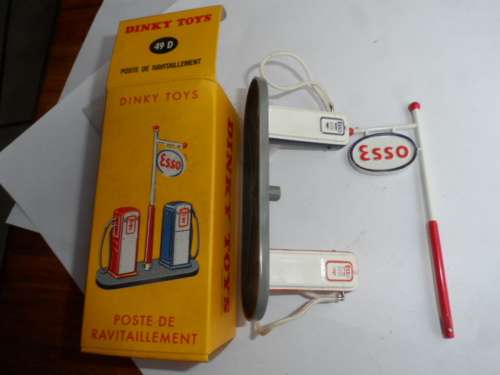 DINKY TOYS
49 D
POSTE DE RAVITAILLEMENT
DINKY TOYS
Esso
POSTE DE
RAVITAILLEMENT
DINKY TOYS
Esso